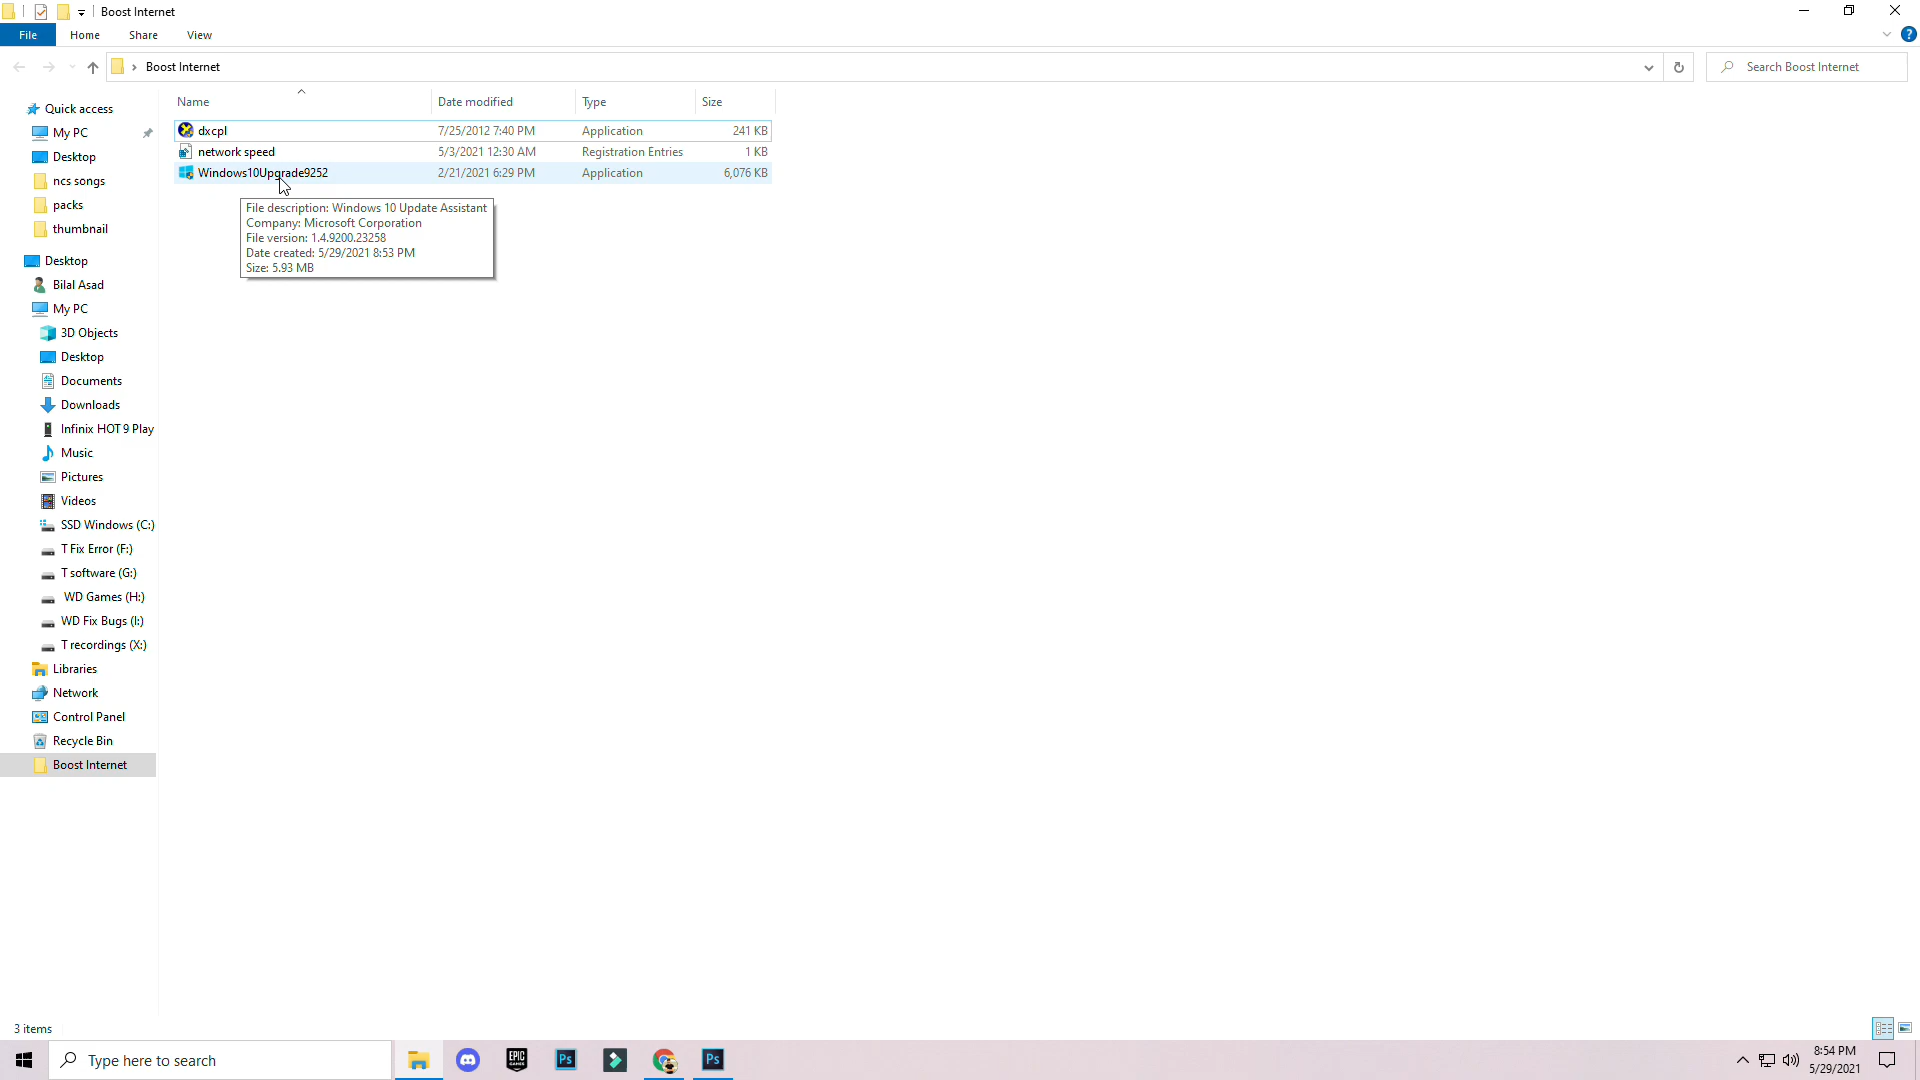 Boost Internet
File Home Share View
Boost Internet
Search Boost Internet
Name Date modified Type Size
dxcpl 7/25/2012 7:40 PM Application 241 KB
network speed 5/3/2021 12:30 AM Registration Entries 1 KB
Windows10Upgrade9252 2/21/2021 6:29 PM Application 6,076 KB
File description: Windows 10 Update Assistant
Company: Microsoft Corporation
File version: 1.4.9200.23258
Date created: 5/29/2021 8:53 PM
Size: 5.93 MB
Quick access
My PC
Desktop
ncs songs
packs
thumbnail
Desktop
Bilal Asad
My PC
3D Objects
Desktop
Documents
Downloads
Infinix HOT 9 Play
Music
Pictures
Videos
SSD Windows (C:)
T Fix Error (F:)
T software (G:)
WD Games (H:)
WD Fix Bugs (I:)
T recordings (X:)
Libraries
Network
Control Panel
Recycle Bin
Boost Internet
3 items
Type here to search
EPIC GAMES
Ps
Ps
8:54 PM
5/29/2021